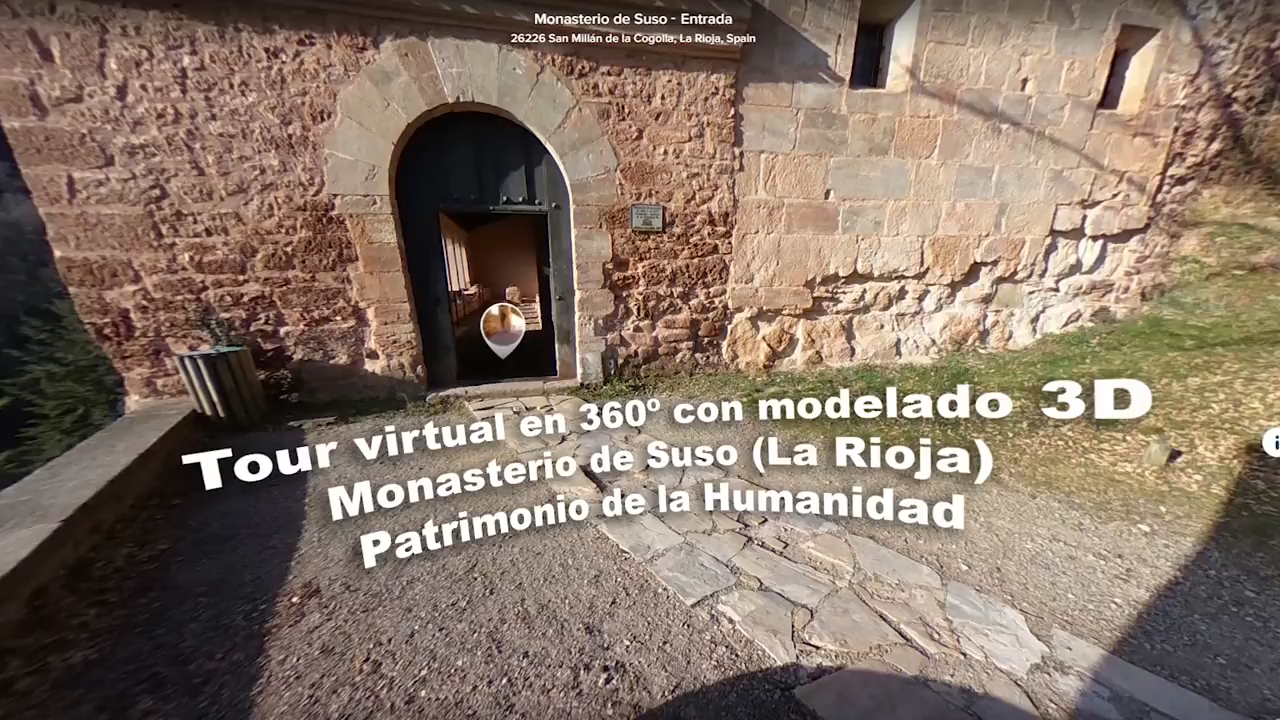 Monasterio de Suso - Entrada
26226 San Millán de la Cogolla, La Rioja, Spain
Tour virtual en 360º con modelado 3D
Monasterio de Suso (La Rioja)
Patrimonio de la Humanidad